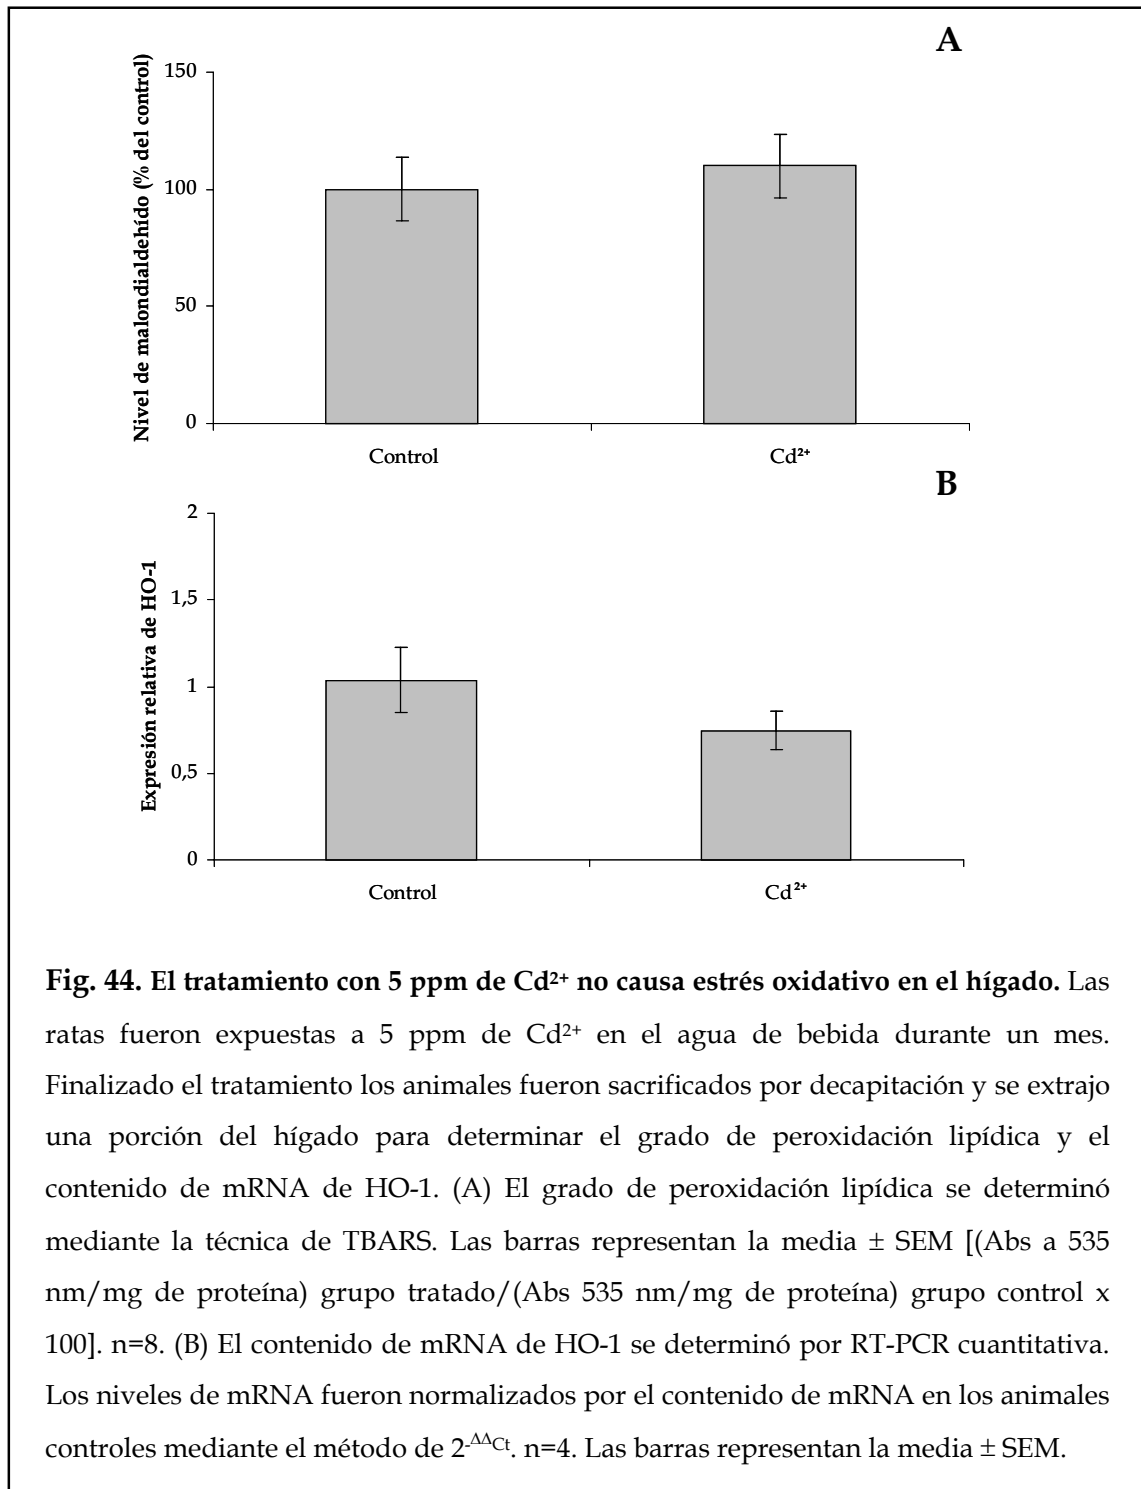 A
Nivel de malondialdehído (% del control)
150
100
50
0
Control
Cd²⁺
B
Expresión relativa de HO-1
2
1,5
1
0,5
0
Control
Cd²⁺
Fig. 44. El tratamiento con 5 ppm de Cd²⁺ no causa estrés oxidativo en el hígado. Las
ratas fueron expuestas a 5 ppm de Cd²⁺ en el agua de bebida durante un mes.
Finalizado el tratamiento los animales fueron sacrificados por decapitación y se extrajo
una porción del hígado para determinar el grado de peroxidación lipídica y el
contenido de mRNA de HO-1. (A) El grado de peroxidación lipídica se determinó
mediante la técnica de TBARS. Las barras representan la media ± SEM [(Abs a 535
nm/mg de proteína) grupo tratado/(Abs 535 nm/mg de proteína) grupo control x
100]. n=8. (B) El contenido de mRNA de HO-1 se determinó por RT-PCR cuantitativa.
Los niveles de mRNA fueron normalizados por el contenido de mRNA en los animales
controles mediante el método de 2-ΔΔCt. n=4. Las barras representan la media ± SEM.